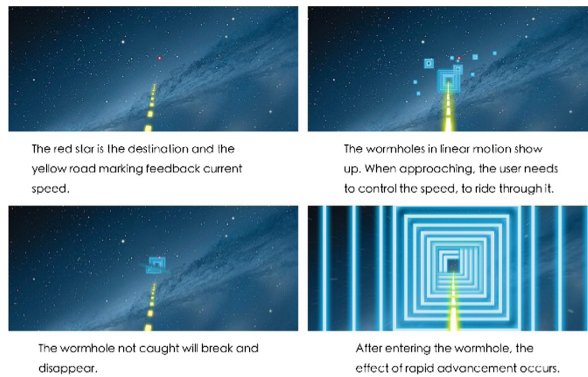 The red star is the destination and the
yellow road marking feedback current
speed.
The wormholes in linear motion show
up. When approaching, the user needs
to control the speed, to ride through it.
The wormhole not caught will break and
disappear.
After entering the wormhole, the
effect of rapid advancement occurs.